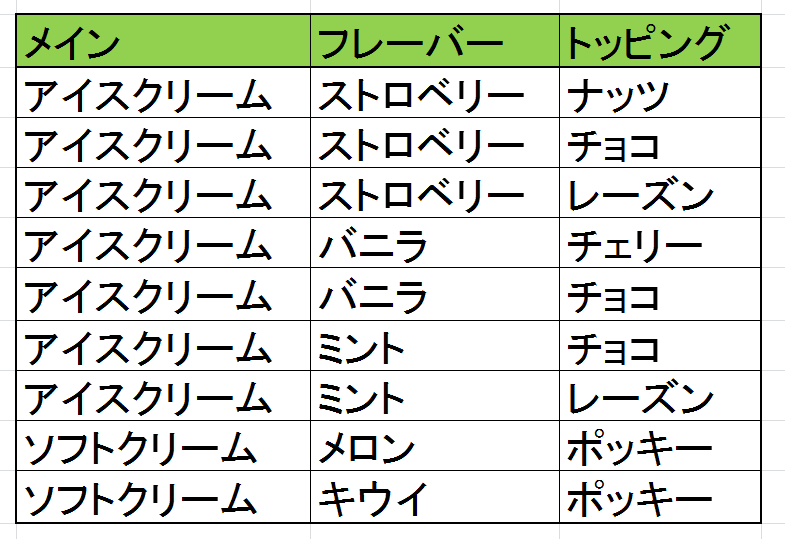 メイン フレーバー トッピング
アイスクリーム ストロベリー ナッツ
アイスクリーム ストロベリー チョコ
アイスクリーム ストロベリー レーズン
アイスクリーム バニラ チェリー
アイスクリーム バニラ チョコ
アイスクリーム ミント チョコ
アイスクリーム ミント レーズン
ソフトクリーム メロン ポッキー
ソフトクリーム キウイ ポッキー